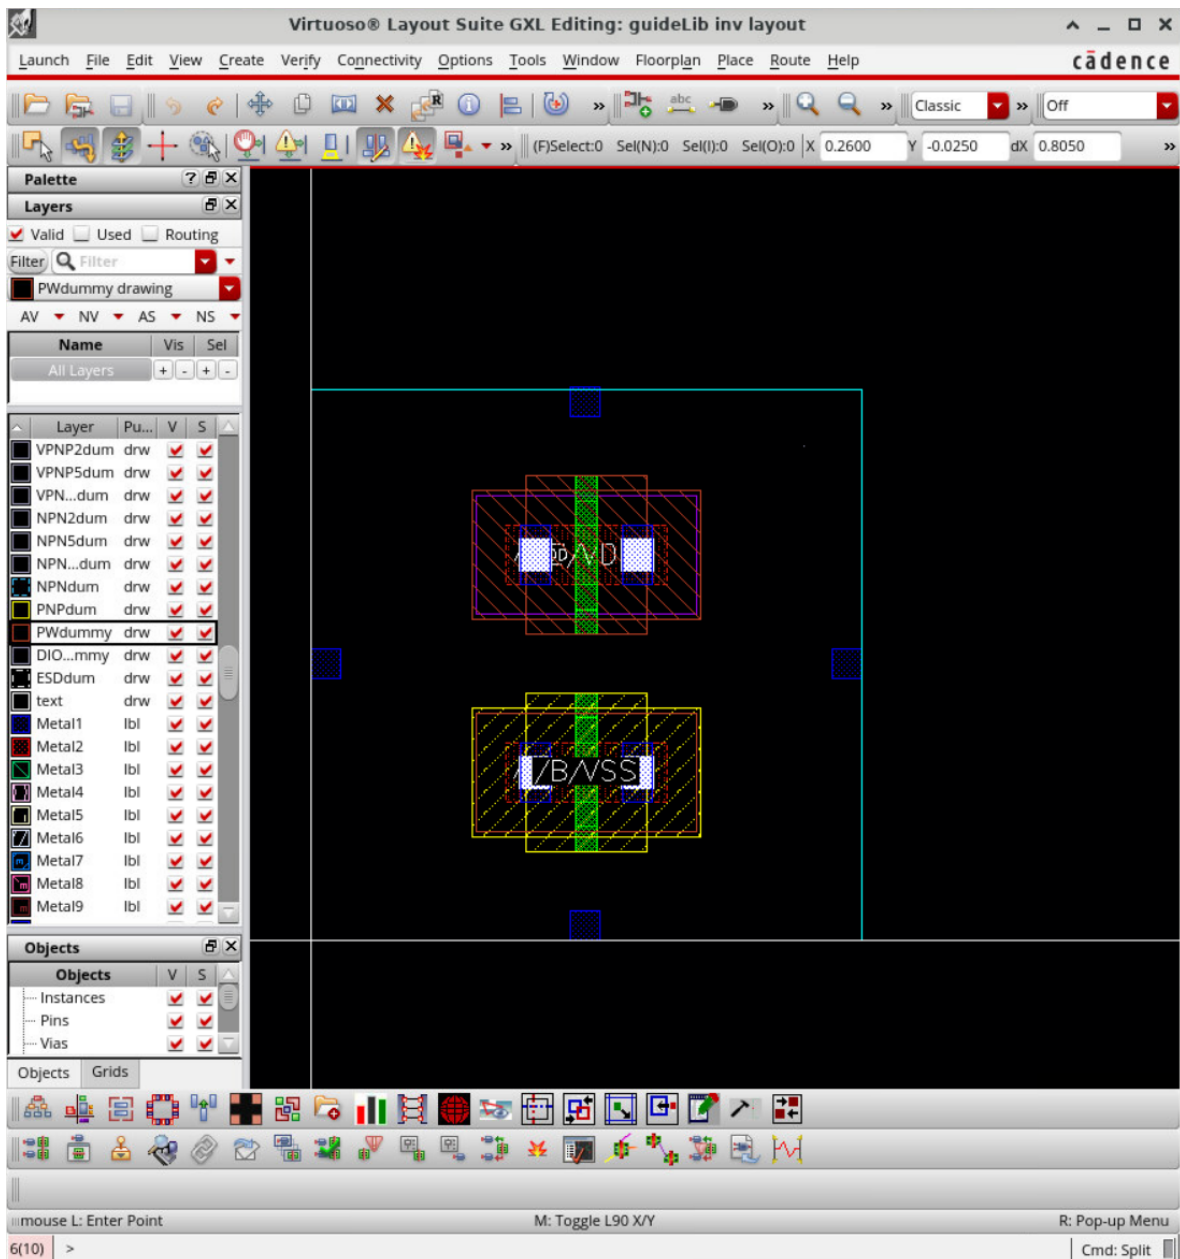 Virtuoso® Layout Suite GXL Editing: guideLib inv layout
Launch File Edit View Create Verify Connectivity Options Tools Window Floorplan Place Route Help cādence
R abc Classic Off
(F)Select:0 Sel(N):0 Sel(I):0 Sel(O):0 X 0.2600 Y -0.0250 dX 0.8050
Palette
Layers
Valid Used Routing
Filter Filter
PWdummy drawing
AV NV AS NS
Name Vis Sel
All Layers + - + -
Layer Pu... V S
VPNP2dum drw
VPNP5dum drw
VPN...dum drw
NPN2dum drw
NPN5dum drw
NPN...dum drw
NPNdum drw
PNPdum drw
PWdummy drw
DIO...mmy drw
ESDdum drw
text drw
Metal1 lbl
Metal2 lbl
Metal3 lbl
Metal4 lbl
Metal5 lbl
Metal6 lbl
Metal7 lbl
Metal8 lbl
Metal9 lbl
/B/VSS
Objects
Objects V S
Instances
Pins
Vias
Objects Grids
mouse L: Enter Point M: Toggle L90 X/Y R: Pop-up Menu
6(10) > Cmd: Split